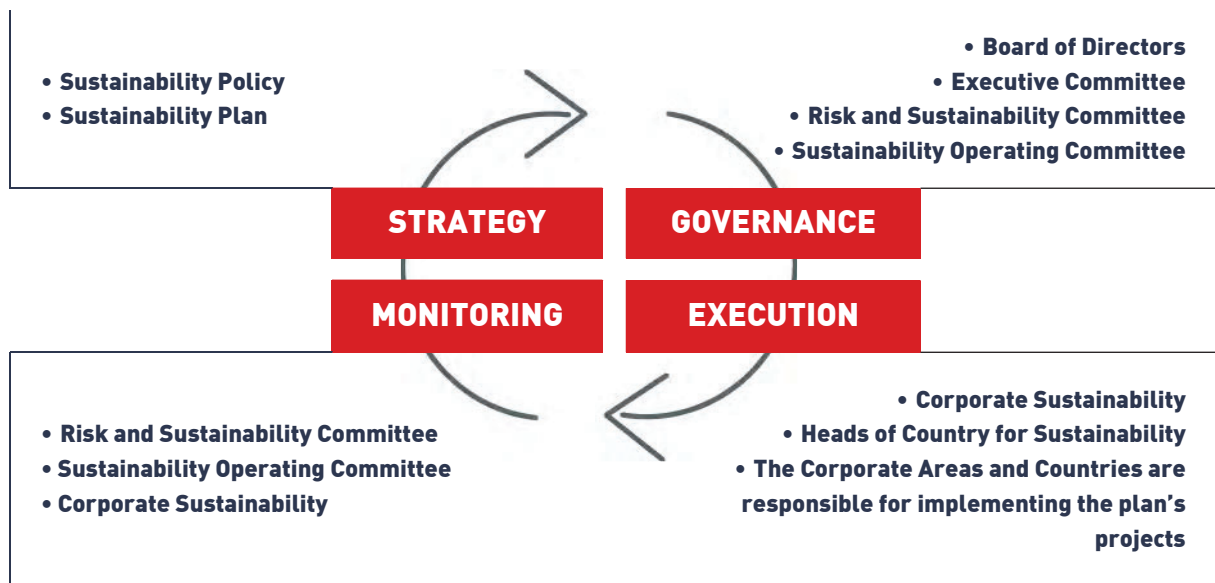 • Sustainability Policy
• Sustainability Plan
• Board of Directors
• Executive Committee
• Risk and Sustainability Committee
• Sustainability Operating Committee
STRATEGY
GOVERNANCE
MONITORING
EXECUTION
• Risk and Sustainability Committee
• Sustainability Operating Committee
• Corporate Sustainability
• Corporate Sustainability
• Heads of Country for Sustainability
• The Corporate Areas and Countries are
responsible for implementing the plan's
projects